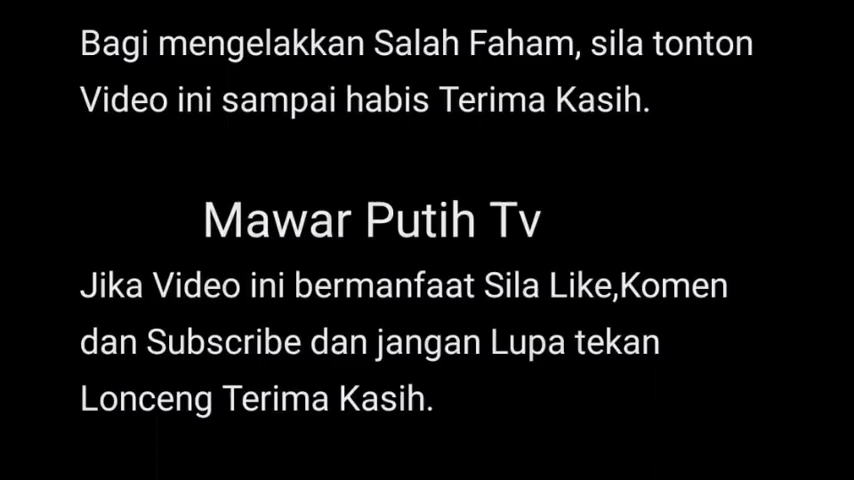 Bagi mengelakkan Salah Faham, sila tonton
Video ini sampai habis Terima Kasih.
Mawar Putih Tv
Jika Video ini bermanfaat Sila Like,Komen
dan Subscribe dan jangan Lupa tekan
Lonceng Terima Kasih.